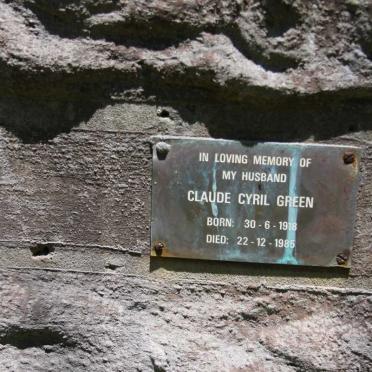 IN LOVING MEMORY OF
MY HUSBAND
CLAUDE CYRIL GREEN
BORN: 30 - 6 - 1918
DIED: 22 - 12 - 1985